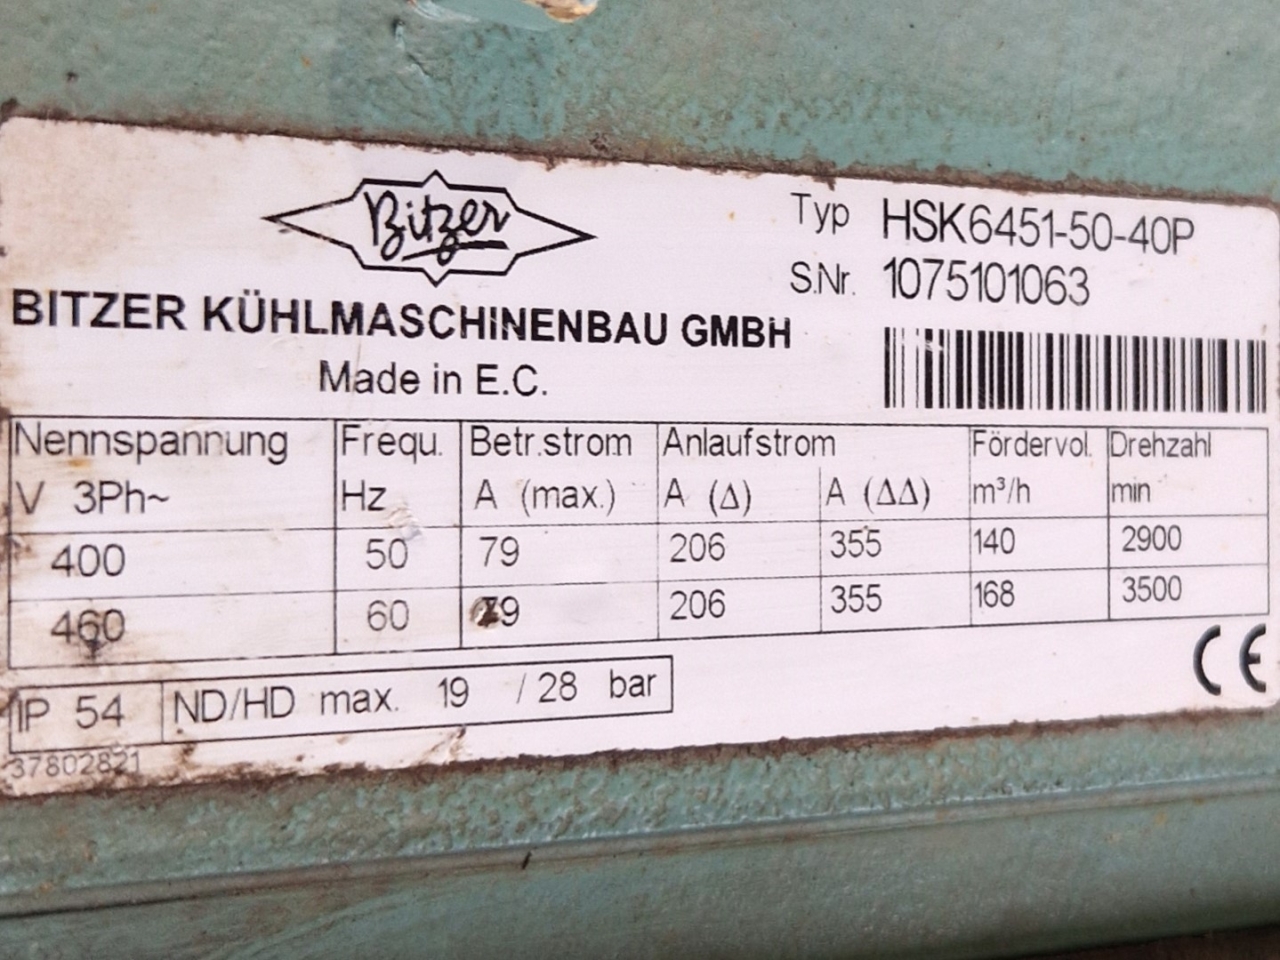 Bitzer
Typ HSK6451-50-40P
S.Nr. 1075101063
BITZER KÜHLMASCHINENBAU GMBH
Made in E.C.
Nennspannung Frequ. Betr.strom Anlaufstrom Fördervol. Drehzahl
V 3Ph~ Hz A (max.) A (Δ) A (ΔΔ) m³/h min
400 50 79 206 355 140 2900
460 60 79 206 355 168 3500
CE
IP 54 ND/HD max. 19 / 28 bar
37802821